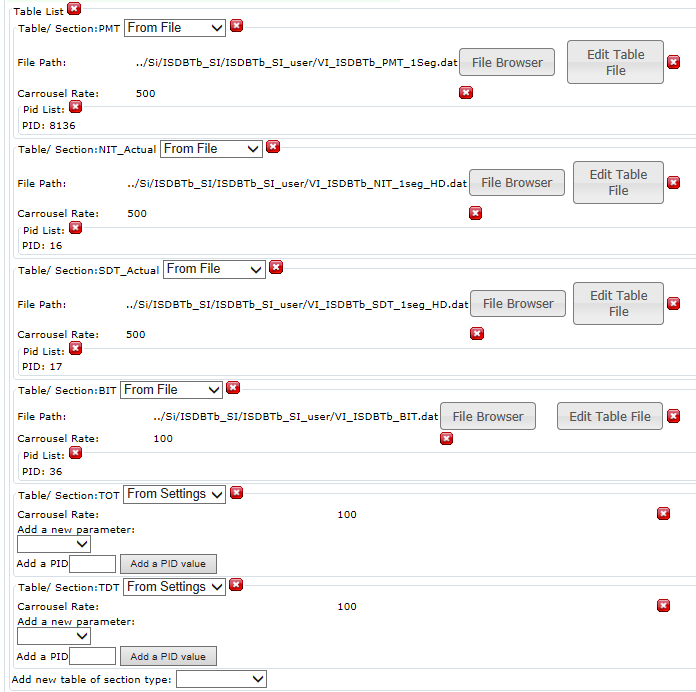 Table List
Table/ Section:PMT From File
File Path: ../Si/ISDBTb_SI/ISDBTb_SI_user/VI_ISDBTb_PMT_1Seg.dat File Browser Edit Table File
Carrousel Rate: 500
Pid List:
PID: 8136
Table/ Section:NIT_Actual From File
File Path: ../Si/ISDBTb_SI/ISDBTb_SI_user/VI_ISDBTb_NIT_1seg_HD.dat File Browser Edit Table File
Carrousel Rate: 500
Pid List:
PID: 16
Table/ Section:SDT_Actual From File
File Path: ../Si/ISDBTb_SI/ISDBTb_SI_user/VI_ISDBTb_SDT_1seg_HD.dat File Browser Edit Table File
Carrousel Rate: 500
Pid List:
PID: 17
Table/ Section:BIT From File
File Path: ../Si/ISDBTb_SI/ISDBTb_SI_user/VI_ISDBTb_BIT.dat File Browser Edit Table File
Carrousel Rate: 100
Pid List:
PID: 36
Table/ Section:TOT From Settings
Carrousel Rate: 100
Add a new parameter:
Add a PID Add a PID value
Table/ Section:TDT From Settings
Carrousel Rate: 100
Add a new parameter:
Add a PID Add a PID value
Add new table of section type: